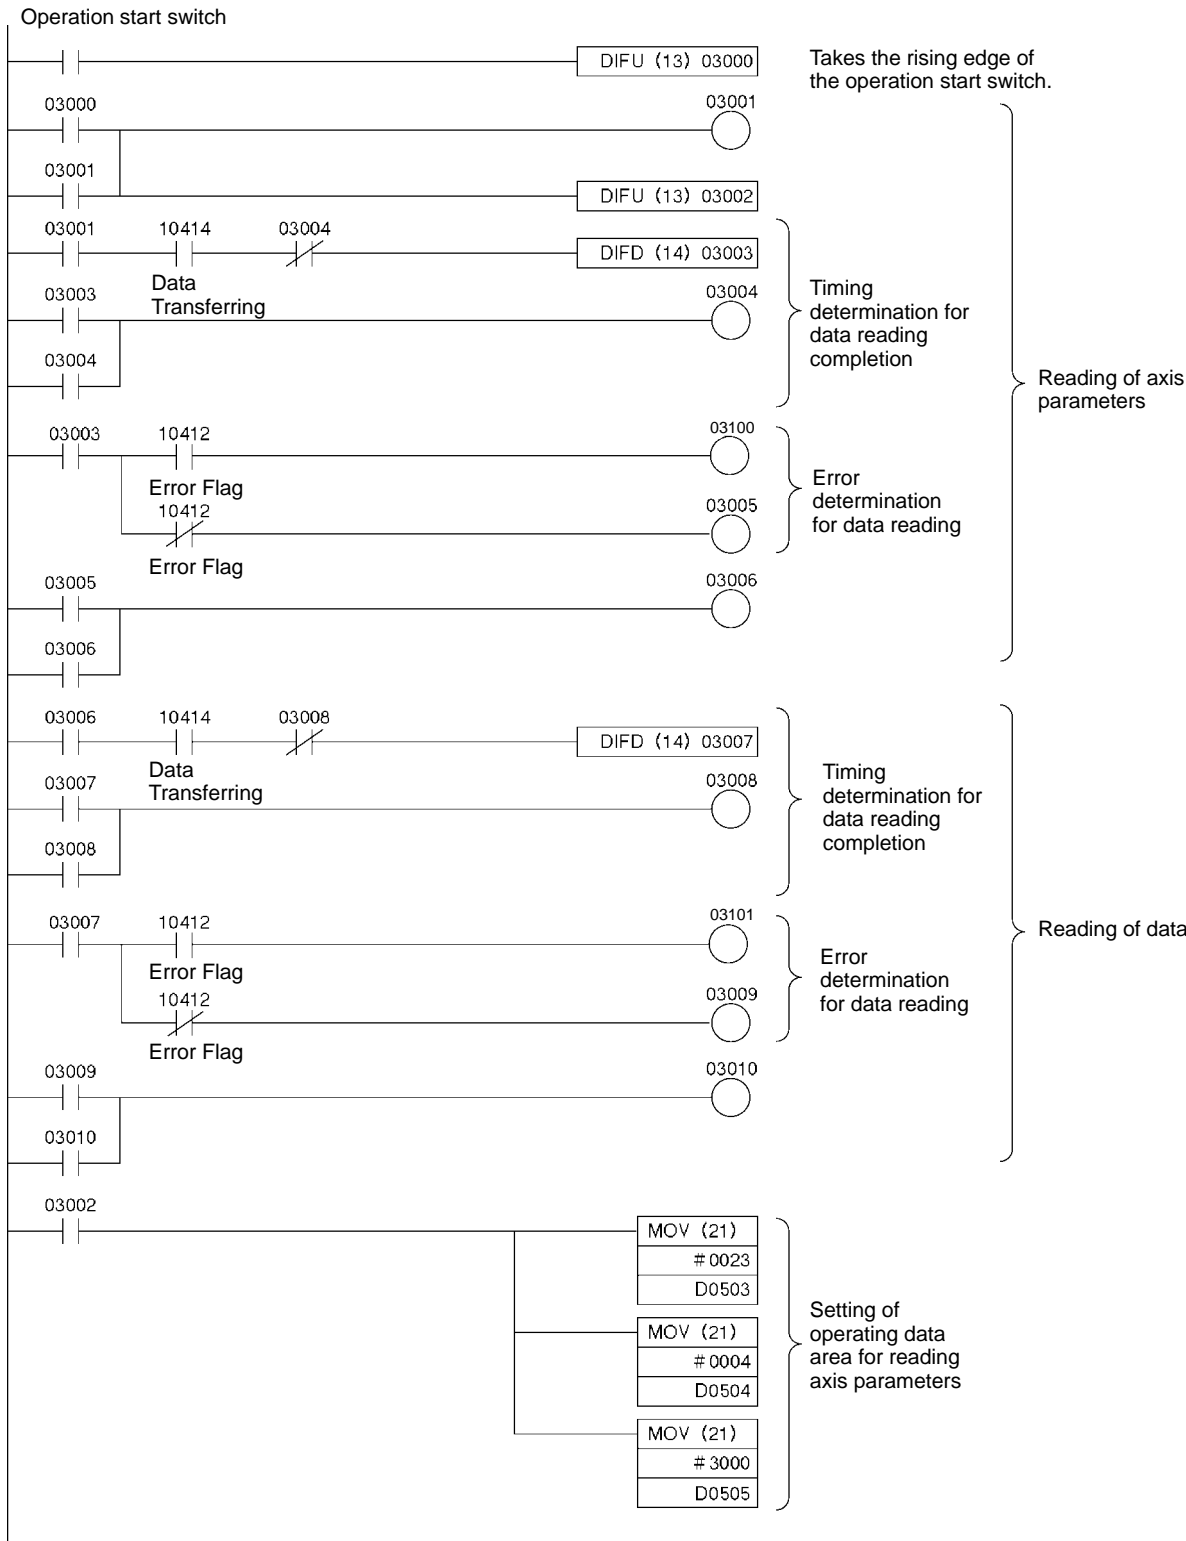 Operation start switch
DIFU (13) 03000
Takes the rising edge of
the operation start switch.
03000
03001
03001
DIFU (13) 03002
03001 10414 03004
DIFD (14) 03003
Data
Transferring
03003
03004
03004
Timing
determination for
data reading
completion
Reading of axis
parameters
03003 10412
03100
Error Flag
10412
03005
Error Flag
Error
determination
for data reading
03005
03006
03006
03006 10414 03008
DIFD (14) 03007
Data
Transferring
03007
03008
03008
Timing
determination for
data reading
completion
Reading of data
03007 10412
03101
Error Flag
10412
03009
Error Flag
Error
determination
for data reading
03009
03010
03010
03002
MOV (21)
#0023
D0503
MOV (21)
#0004
D0504
MOV (21)
#3000
D0505
Setting of
operating data
area for reading
axis parameters